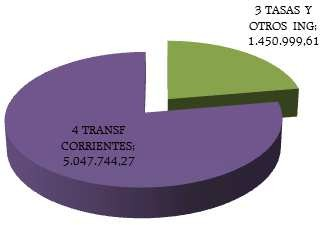 3 TASAS Y
OTROS ING;
1.450.999,61
4 TRANSF
CORRIENTES;
5.047.744,27